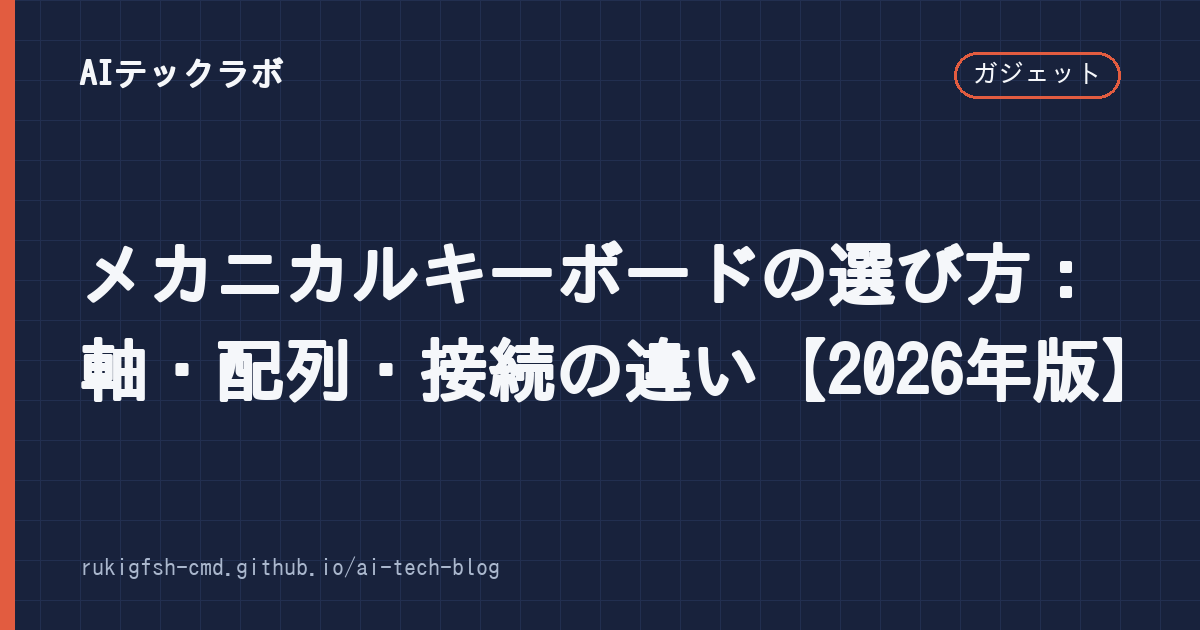 AIテックラボ
ガジェット
メカニカルキーボードの選び方：
軸・配列・接続の違い【2026年版】
rukigfsh-cmd.github.io/ai-tech-blog